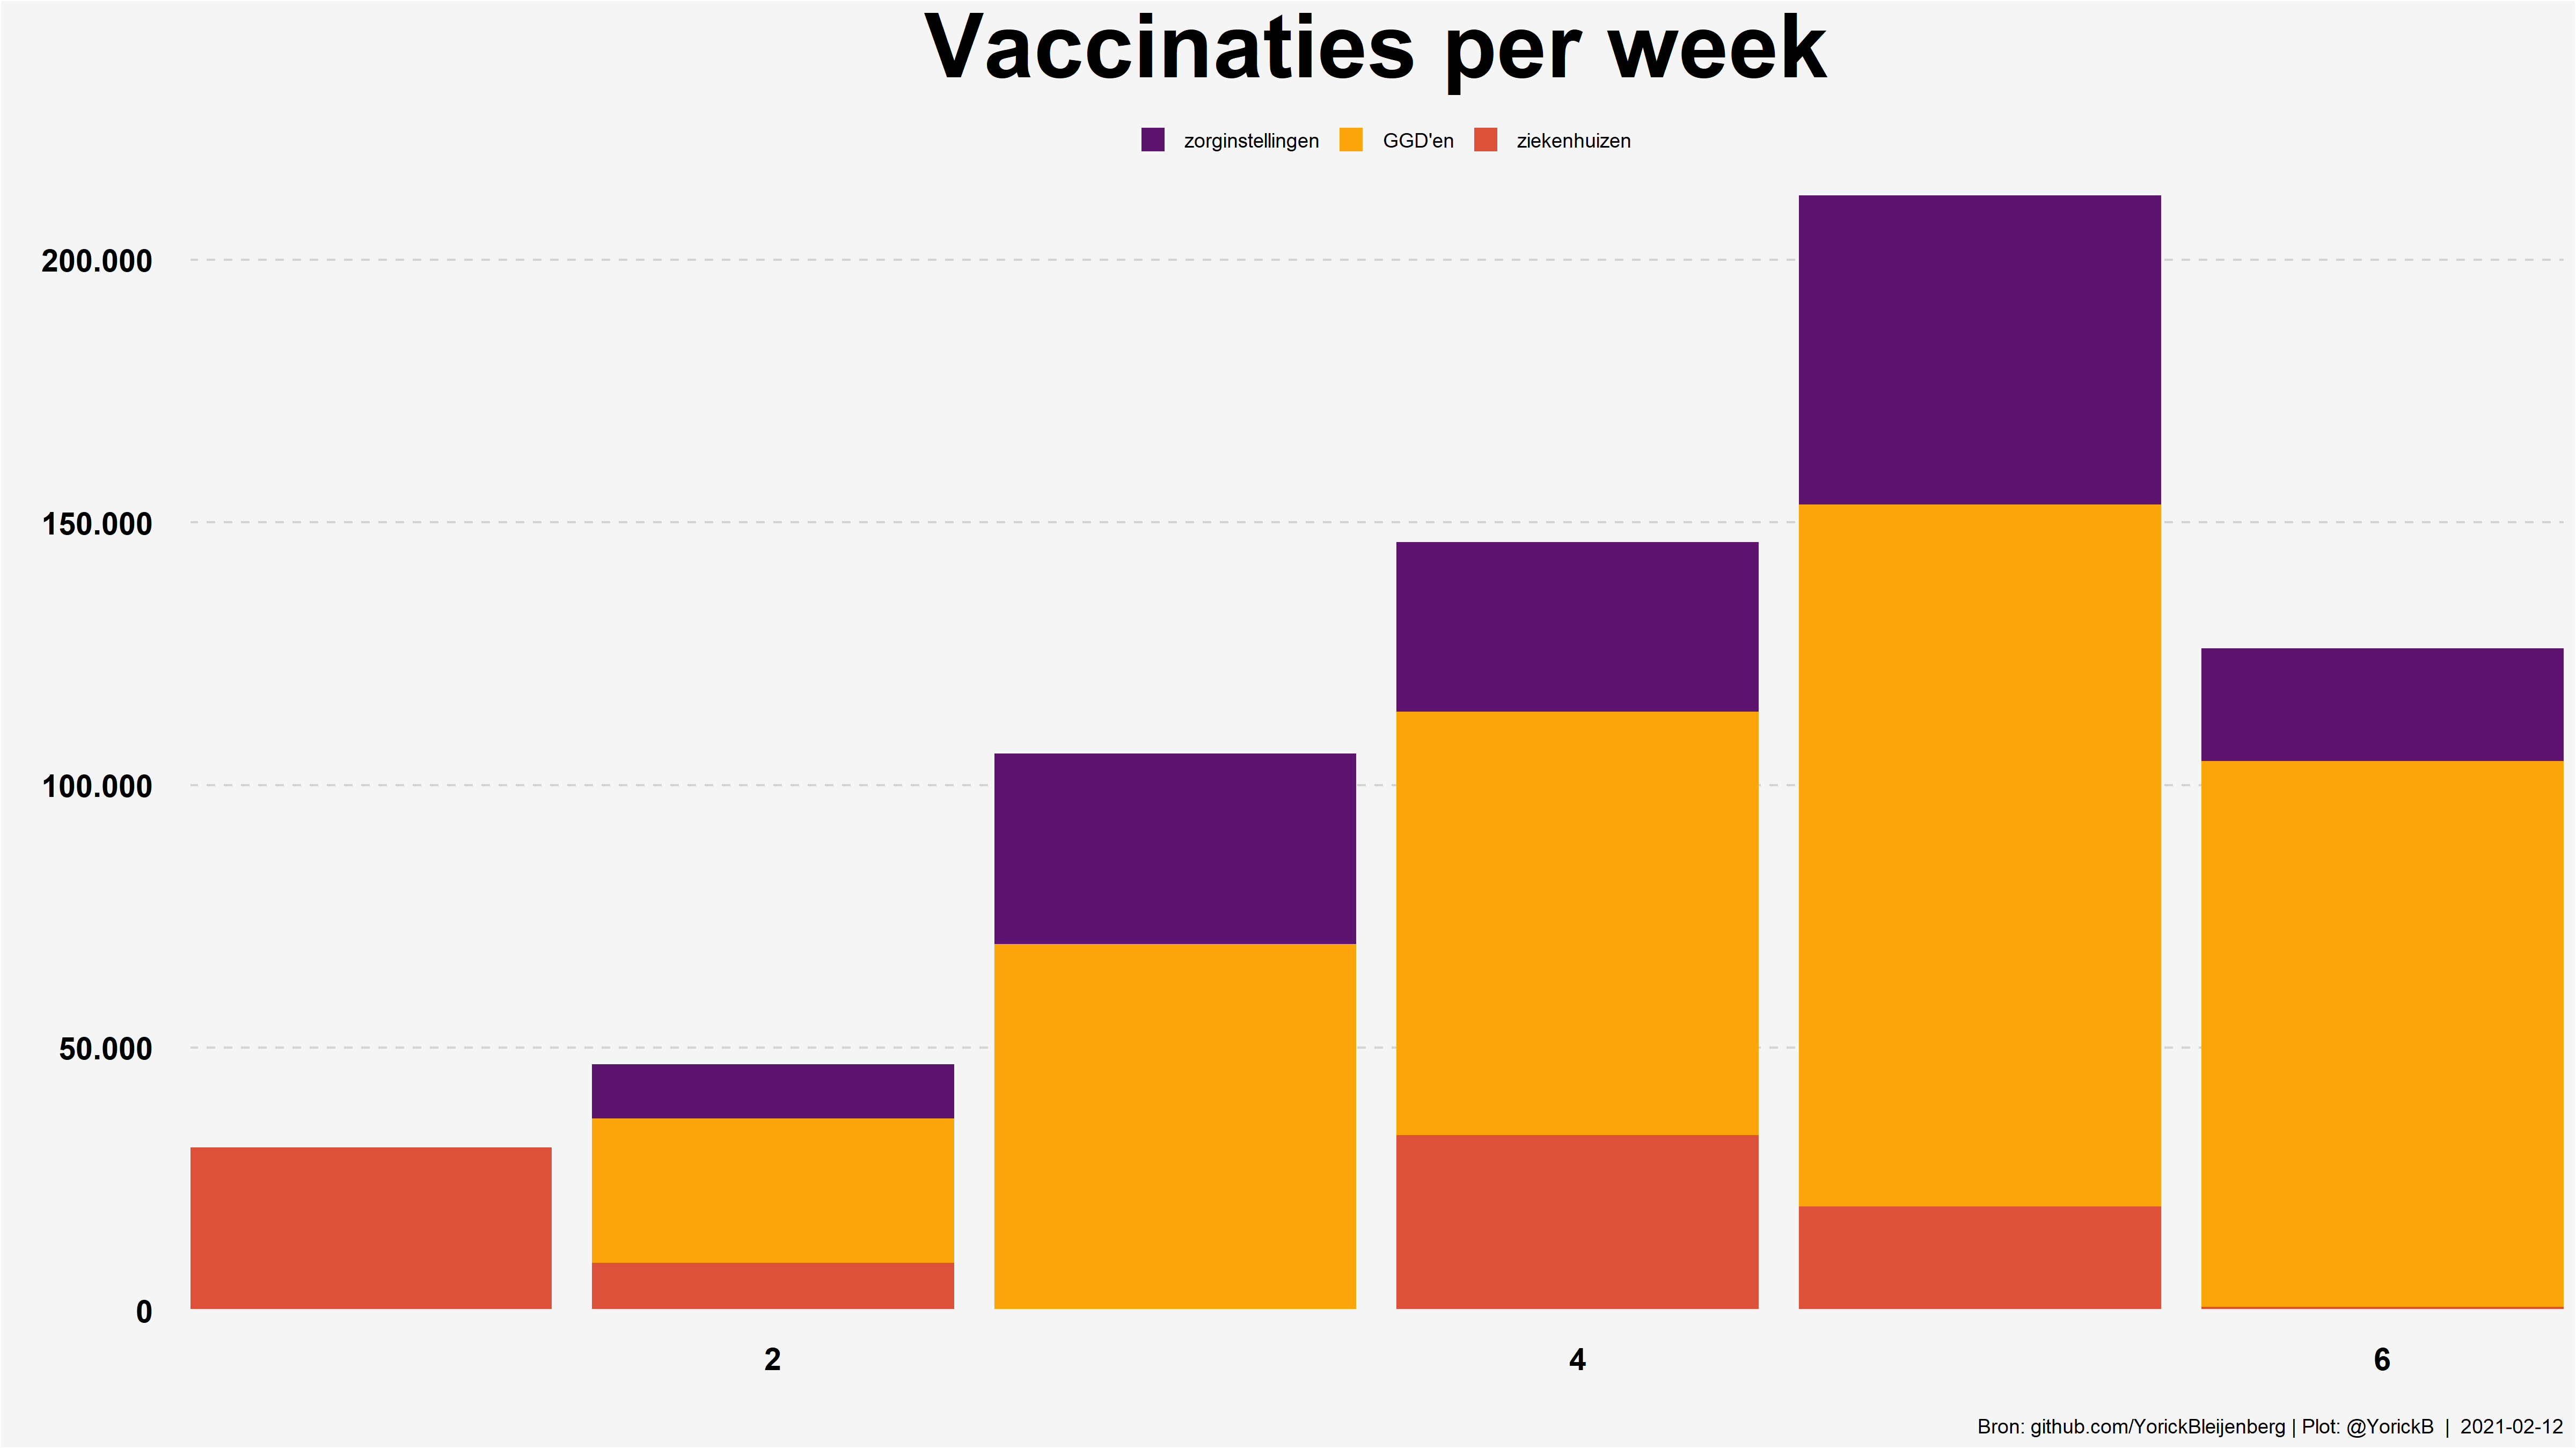 Vaccinaties per week
zorginstellingen GGD'en ziekenhuizen
200.000
150.000
100.000
50.000
0
2 4 6
Bron: github.com/YorickBleijenberg | Plot: @YorickB | 2021-02-12